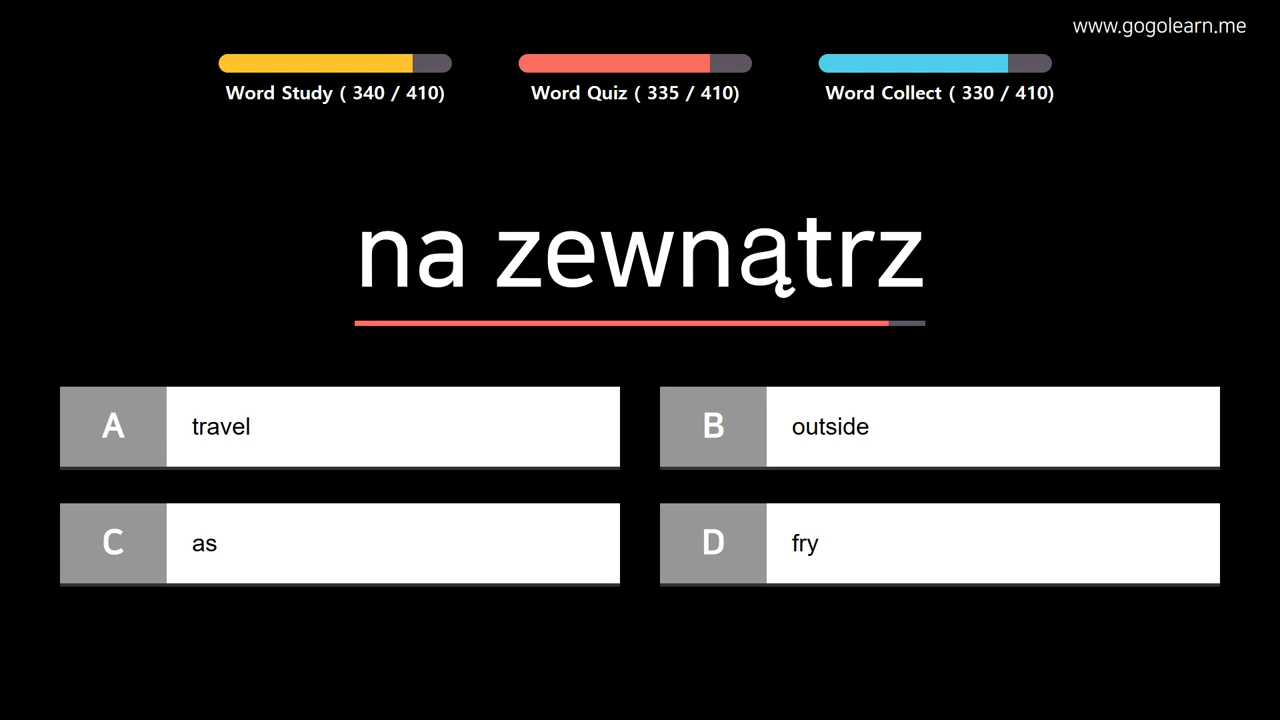 www.gogolearn.me
Word Study ( 340 / 410)
Word Quiz ( 335 / 410)
Word Collect ( 330 / 410)
na zewnątrz
A travel
B outside
C as
D fry